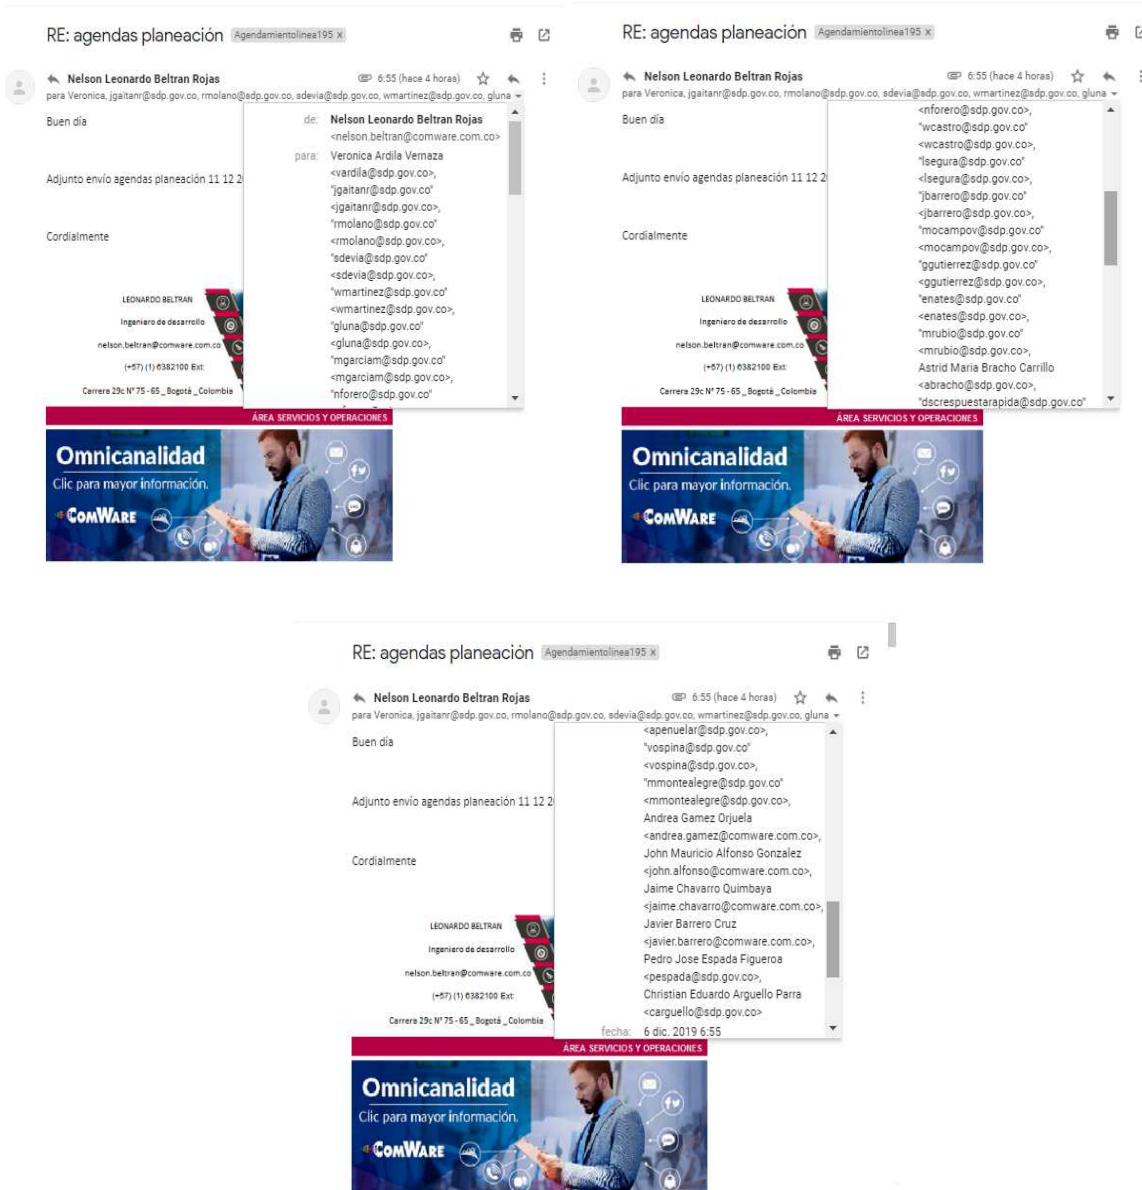 RE: agendas planeación Agendamientolinea195 x
Nelson Leonardo Beltran Rojas 6:55 (hace 4 horas)
para Veronica, jgaitanr@sdp.gov.co, rmolano@sdp.gov.co, sdevia@sdp.gov.co, wmartinez@sdp.gov.co, gluna
Buen día
Adjunto envío agendas planeación 11 12 2
Cordialmente
de: Nelson Leonardo Beltran Rojas
<nelson.beltran@comware.com.co>
para: Veronica Ardila Vernaza
<vardila@sdp.gov.co>,
"jgaitanr@sdp.gov.co"
<jgaitanr@sdp.gov.co>,
"rmolano@sdp.gov.co"
<rmolano@sdp.gov.co>,
"sdevia@sdp.gov.co"
<sdevia@sdp.gov.co>,
"wmartinez@sdp.gov.co"
<wmartinez@sdp.gov.co>,
"gluna@sdp.gov.co"
<gluna@sdp.gov.co>,
"mgarciam@sdp.gov.co"
<mgarciam@sdp.gov.co>,
"nforero@sdp.gov.co"
LEONARDO BELTRAN
Ingeniero de desarrollo
nelson.beltran@comware.com.co
(+57) (1) 6382100 Ext:
Carrera 29c N° 75 - 65 _ Bogotá _ Colombia
ÁREA SERVICIOS Y OPERACIONES
Omnicanalidad
Clic para mayor información.
COMWARE
RE: agendas planeación Agendamientolinea195 x
Nelson Leonardo Beltran Rojas 6:55 (hace 4 horas)
para Veronica, jgaitanr@sdp.gov.co, rmolano@sdp.gov.co, sdevia@sdp.gov.co, wmartinez@sdp.gov.co, gluna
Buen día
Adjunto envío agendas planeación 11 12 2
Cordialmente
<nforero@sdp.gov.co>,
"wcastro@sdp.gov.co"
<wcastro@sdp.gov.co>,
"lsegura@sdp.gov.co"
<lsegura@sdp.gov.co>,
"jbarrero@sdp.gov.co"
<jbarrero@sdp.gov.co>,
"mocampov@sdp.gov.co"
<mocampov@sdp.gov.co>,
"ggutierrez@sdp.gov.co"
<ggutierrez@sdp.gov.co>,
"enates@sdp.gov.co"
<enates@sdp.gov.co>,
"mrubio@sdp.gov.co"
<mrubio@sdp.gov.co>,
Astrid Maria Bracho Carrillo
<abracho@sdp.gov.co>,
"dscrespuestarapida@sdp.gov.co"
LEONARDO BELTRAN
Ingeniero de desarrollo
nelson.beltran@comware.com.co
(+57) (1) 6382100 Ext:
Carrera 29c N° 75 - 65 _ Bogotá _ Colombia
ÁREA SERVICIOS Y OPERACIONES
Omnicanalidad
Clic para mayor información.
COMWARE
RE: agendas planeación Agendamientolinea195 x
Nelson Leonardo Beltran Rojas 6:55 (hace 4 horas)
para Veronica, jgaitanr@sdp.gov.co, rmolano@sdp.gov.co, sdevia@sdp.gov.co, wmartinez@sdp.gov.co, gluna
Buen día
Adjunto envío agendas planeación 11 12 2
Cordialmente
<apenuelar@sdp.gov.co>,
"vospina@sdp.gov.co"
<vospina@sdp.gov.co>,
"mmontealegre@sdp.gov.co"
<mmontealegre@sdp.gov.co>,
Andrea Gamez Orjuela
<andrea.gamez@comware.com.co>,
John Mauricio Alfonso Gonzalez
<john.alfonso@comware.com.co>,
Jaime Chavarro Quimbaya
<jaime.chavarro@comware.com.co>,
Javier Barrero Cruz
<javier.barrero@comware.com.co>,
Pedro Jose Espada Figueroa
<pespada@sdp.gov.co>,
Christian Eduardo Arguello Parra
<carguello@sdp.gov.co>
fecha: 6 dic. 2019 6:55
LEONARDO BELTRAN
Ingeniero de desarrollo
nelson.beltran@comware.com.co
(+57) (1) 6382100 Ext:
Carrera 29c N° 75 - 65 _ Bogotá _ Colombia
ÁREA SERVICIOS Y OPERACIONES
Omnicanalidad
Clic para mayor información.
COMWARE